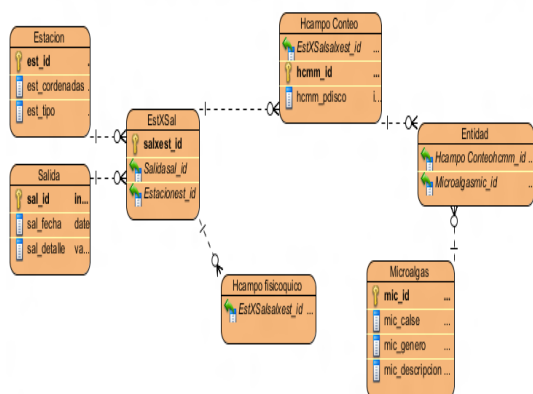 Estacion
est_id
est_cordenadas ...
est_tipo
Salida
sal_id in...
sal_fecha date
sal_detalle va...
EstXSal
salxest_id
Salidasal_id
Estacionest_id
Hcampo Conteo
EstXSalsalxest_id ...
hcmm_id ...
hcmm_pdisco i...
Entidad
Hcampo Conteohcmm_id ...
Microalgasmic_id ...
Hcampo fisicoquico
EstXSalsalxest_id ...
Microalgas
mic_id ...
mic_calse ...
mic_genero ...
mic_descripcion ...